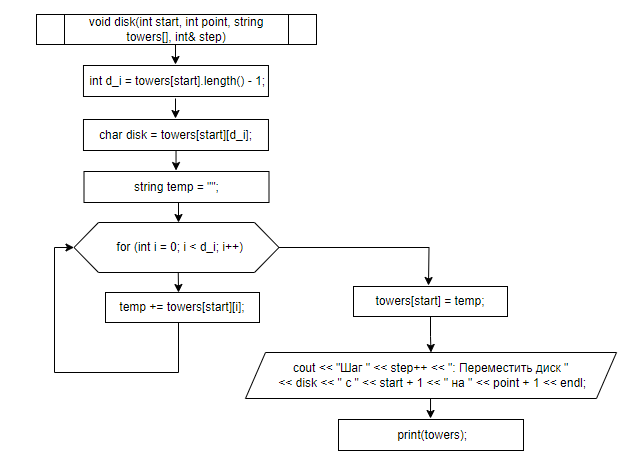 void disk(int start, int point, string
towers[], int& step)
int d_i = towers[start].length() - 1;
char disk = towers[start][d_i];
string temp = "";
for (int i = 0; i < d_i; i++)
temp += towers[start][i];
towers[start] = temp;
cout << "Шаг " << step++ << ": Переместить диск "
<< disk << " с " << start + 1 << " на " << point + 1 << endl;
print(towers);